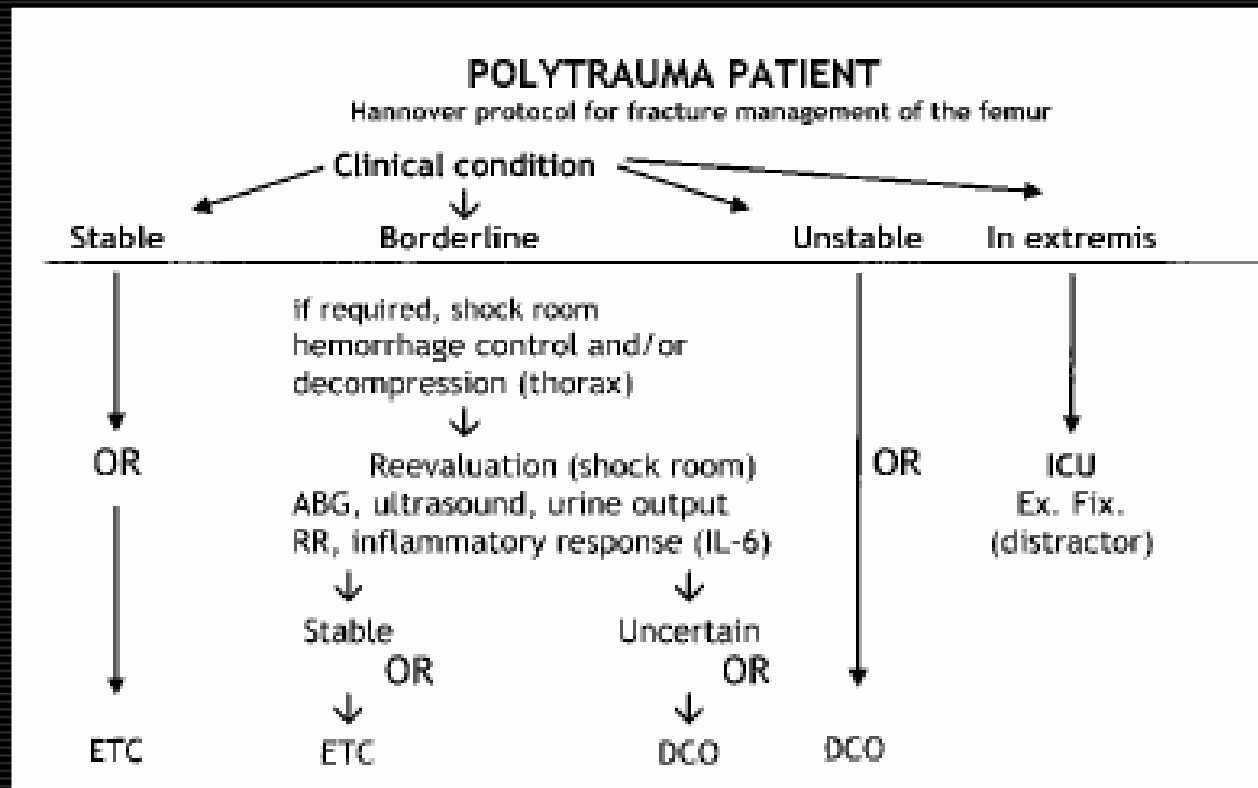 POLYTRAUMA PATIENT
Hannover protocol for fracture management of the femur
Clinical condition
Stable
Borderline
Unstable
In extremis
if required, shock room
hemorrhage control and/or
decompression (thorax)
OR
Reevaluation (shock room)
OR
ICU
ABG, ultrasound, urine output
Ex. Fix.
RR, inflammatory response (IL-6)
(distractor)
Stable
Uncertain
OR
OR
ETC
ETC
DCO
DCO